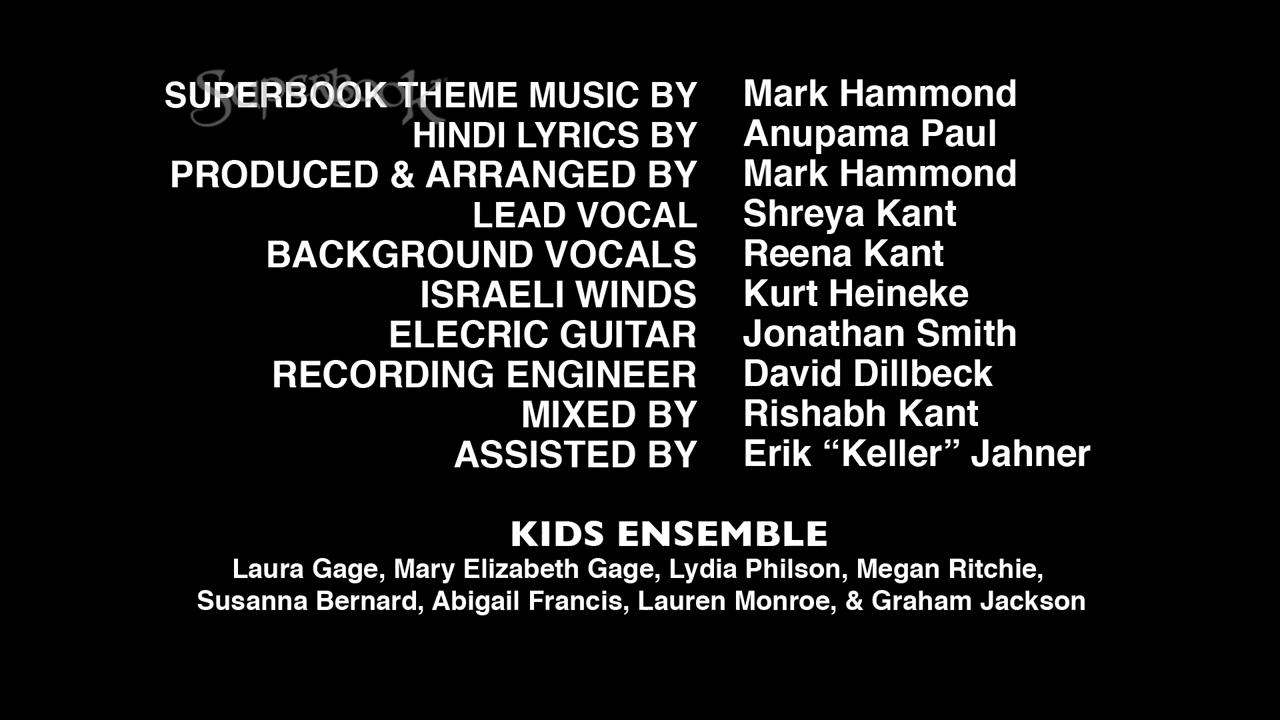 Superbook
SUPERBOOK THEME MUSIC BY Mark Hammond
HINDI LYRICS BY Anupama Paul
PRODUCED & ARRANGED BY Mark Hammond
LEAD VOCAL Shreya Kant
BACKGROUND VOCALS Reena Kant
ISRAELI WINDS Kurt Heineke
ELECRIC GUITAR Jonathan Smith
RECORDING ENGINEER David Dillbeck
MIXED BY Rishabh Kant
ASSISTED BY Erik “Keller” Jahner
KIDS ENSEMBLE
Laura Gage, Mary Elizabeth Gage, Lydia Philson, Megan Ritchie,
Susanna Bernard, Abigail Francis, Lauren Monroe, & Graham Jackson